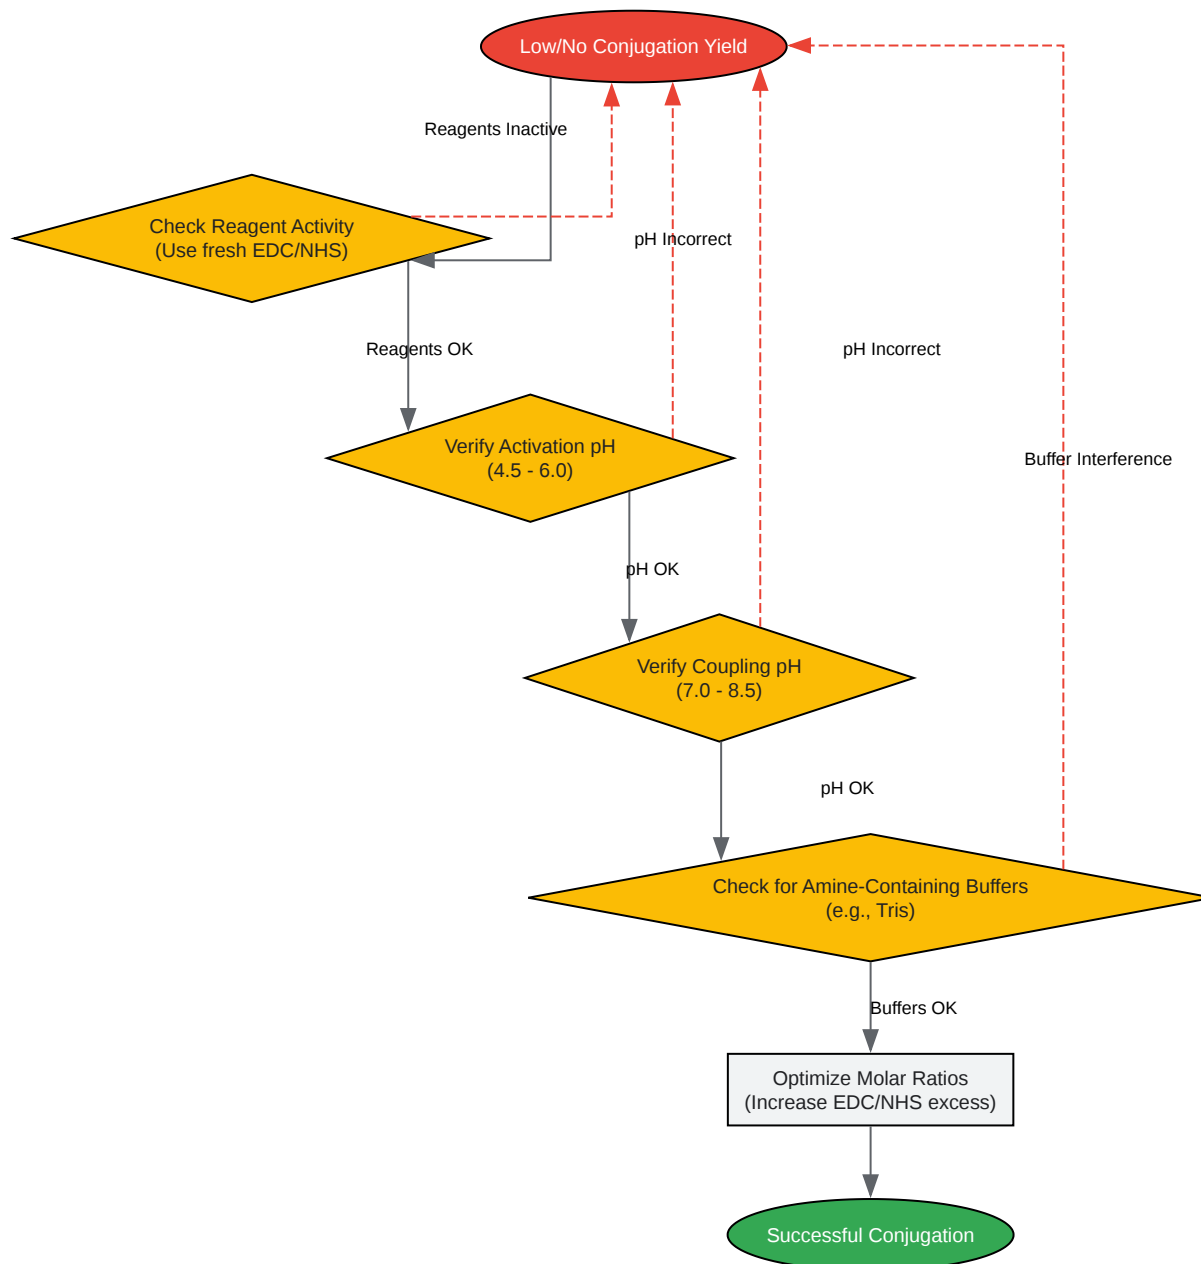 Low/No Conjugation Yield
Reagents Inactive
Check Reagent Activity
(Use fresh EDC/NHS)
pH Incorrect
Reagents OK
pH Incorrect
Verify Activation pH
(4.5 - 6.0)
Buffer Interference
pH OK
Verify Coupling pH
(7.0 - 8.5)
pH OK
Check for Amine-Containing Buffers
(e.g., Tris)
Buffers OK
Optimize Molar Ratios
(Increase EDC/NHS excess)
Successful Conjugation